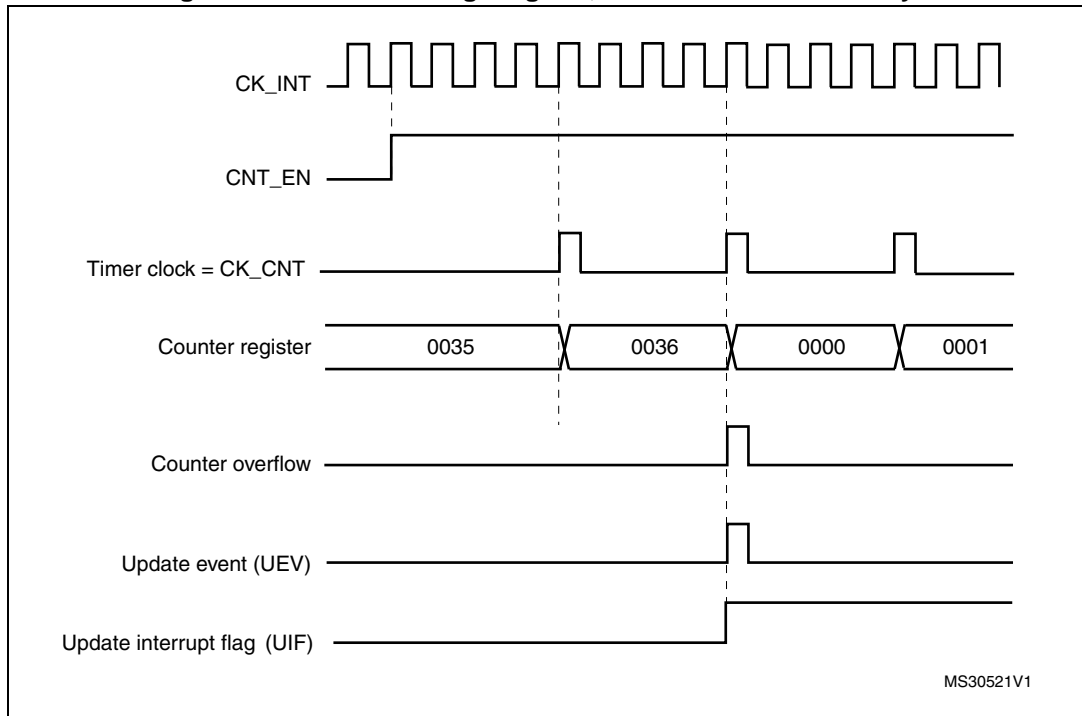 CK_INT
CNT_EN
Timer clock = CK_CNT
Counter register
0035
0036
0000
0001
Counter overflow
Update event (UEV)
Update interrupt flag (UIF)
MS30521V1